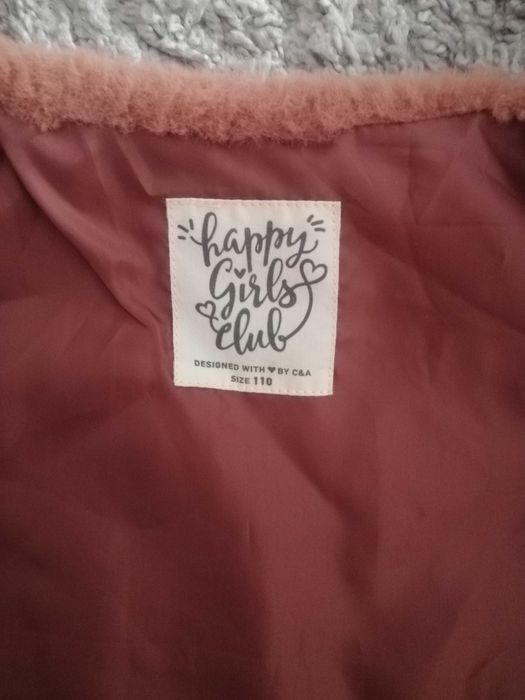 happy
Girls
club
DESIGNED WITH ♥ BY C&A
SIZE 110